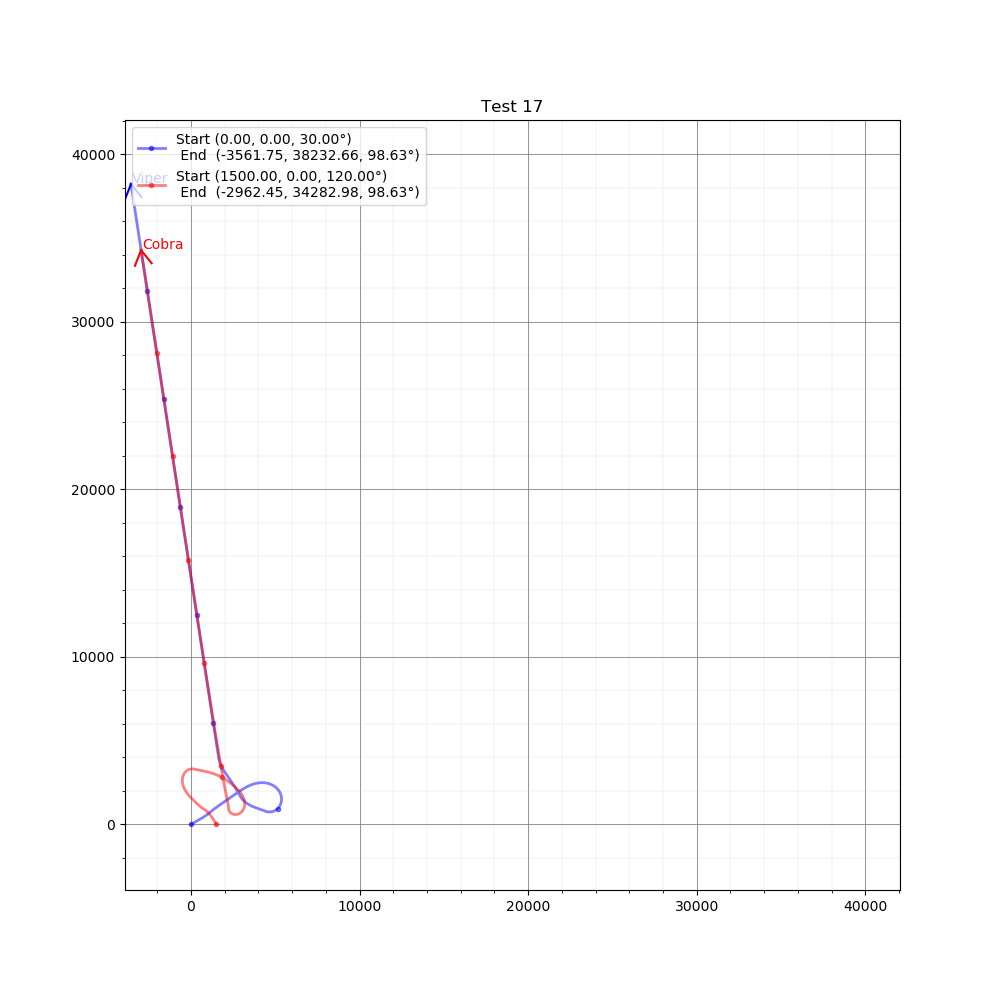 Test 17
Start (0.00, 0.00, 30.00°)
End  (-3561.75, 38232.66, 98.63°)
Start (1500.00, 0.00, 120.00°)
End  (-2962.45, 34282.98, 98.63°)
Viper
Cobra
40000
30000
20000
10000
0
0
10000
20000
30000
40000